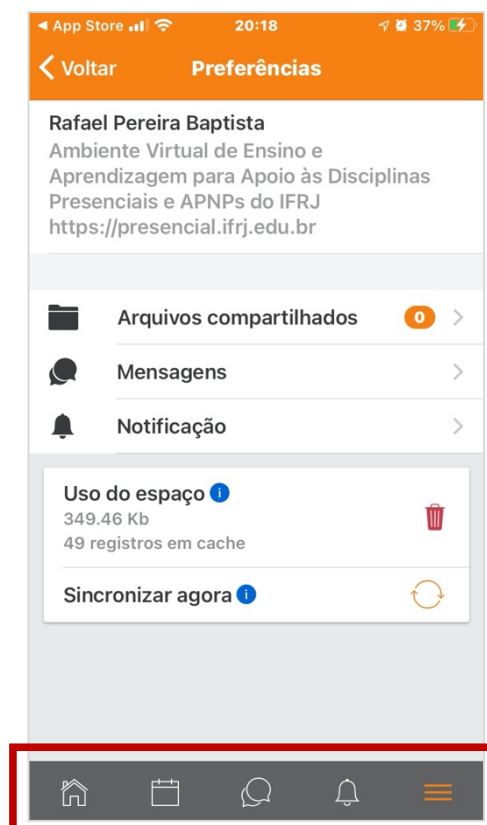 App Store 20:18 37%
Voltar Preferências
Rafael Pereira Baptista
Ambiente Virtual de Ensino e
Aprendizagem para Apoio às Disciplinas
Presenciais e APNPs do IFRJ
https://presencial.ifrj.edu.br
Arquivos compartilhados 0
Mensagens
Notificação
Uso do espaço i
349.46 Kb
49 registros em cache
Sincronizar agora i